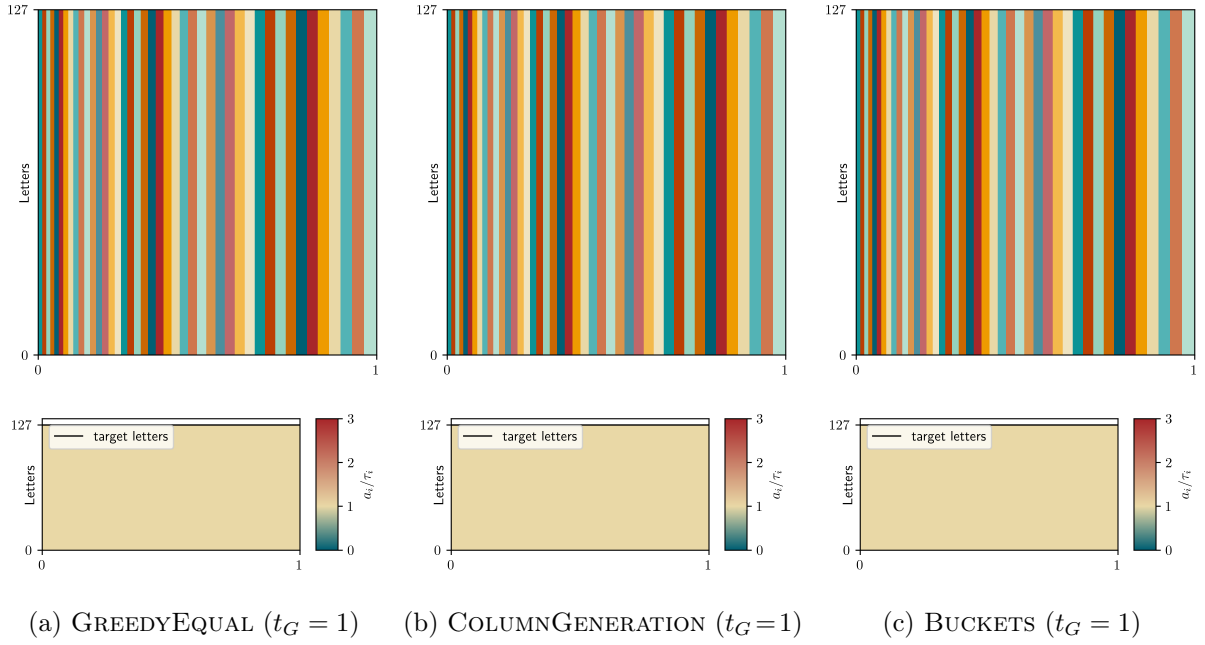 127
Letters
0
0 1
127
Letters
0
0 1
127
Letters
0
0 1
127
target letters
Letters
0
0 1
3
2
1
0
a_i/τ_i
127
target letters
Letters
0
0 1
3
2
1
0
a_i/τ_i
127
target letters
Letters
0
0 1
3
2
1
0
a_i/τ_i
(a) GREEDYEQUAL (t_G = 1)
(b) COLUMNGENERATION (t_G=1)
(c) BUCKETS (t_G = 1)